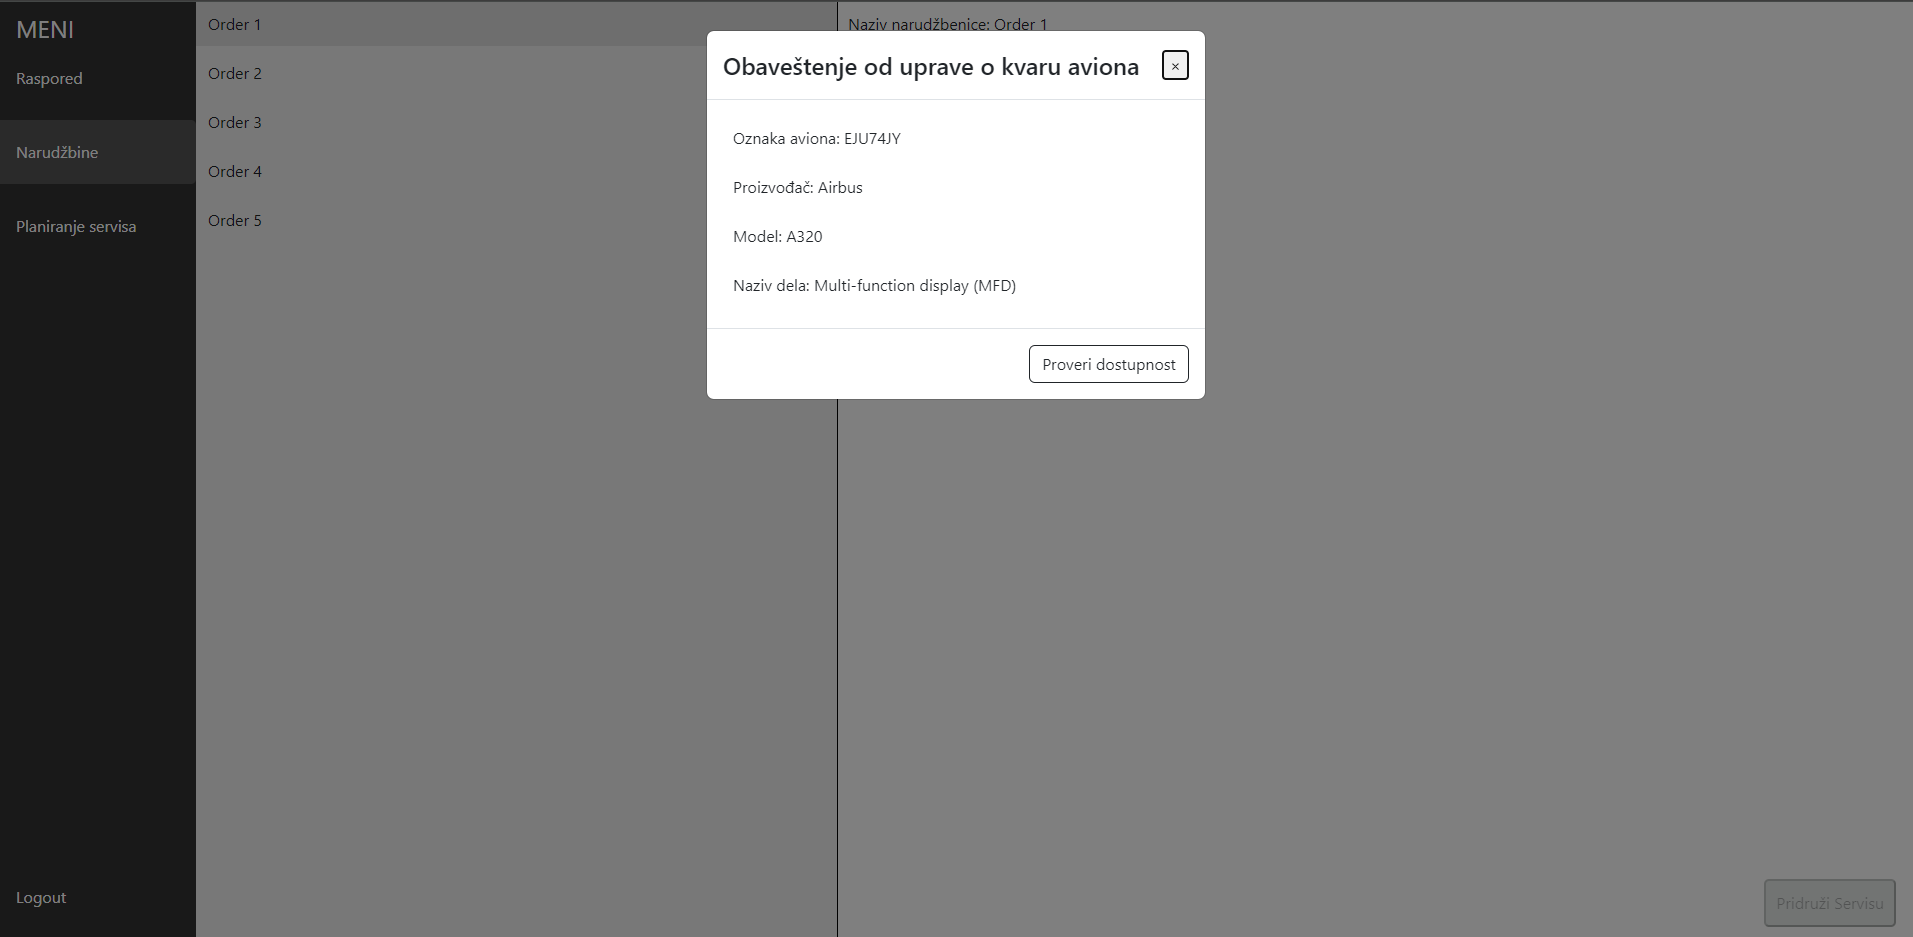 MENI
Raspored
Narudžbine
Planiranje servisa
Logout
Order 1
Order 2
Order 3
Order 4
Order 5
Naziv narudžbenice: Order 1
Obaveštenje od uprave o kvaru aviona ×
Oznaka aviona: EJU74JY
Proizvođač: Airbus
Model: A320
Naziv dela: Multi-function display (MFD)
Proveri dostupnost
Pridruži Servisu